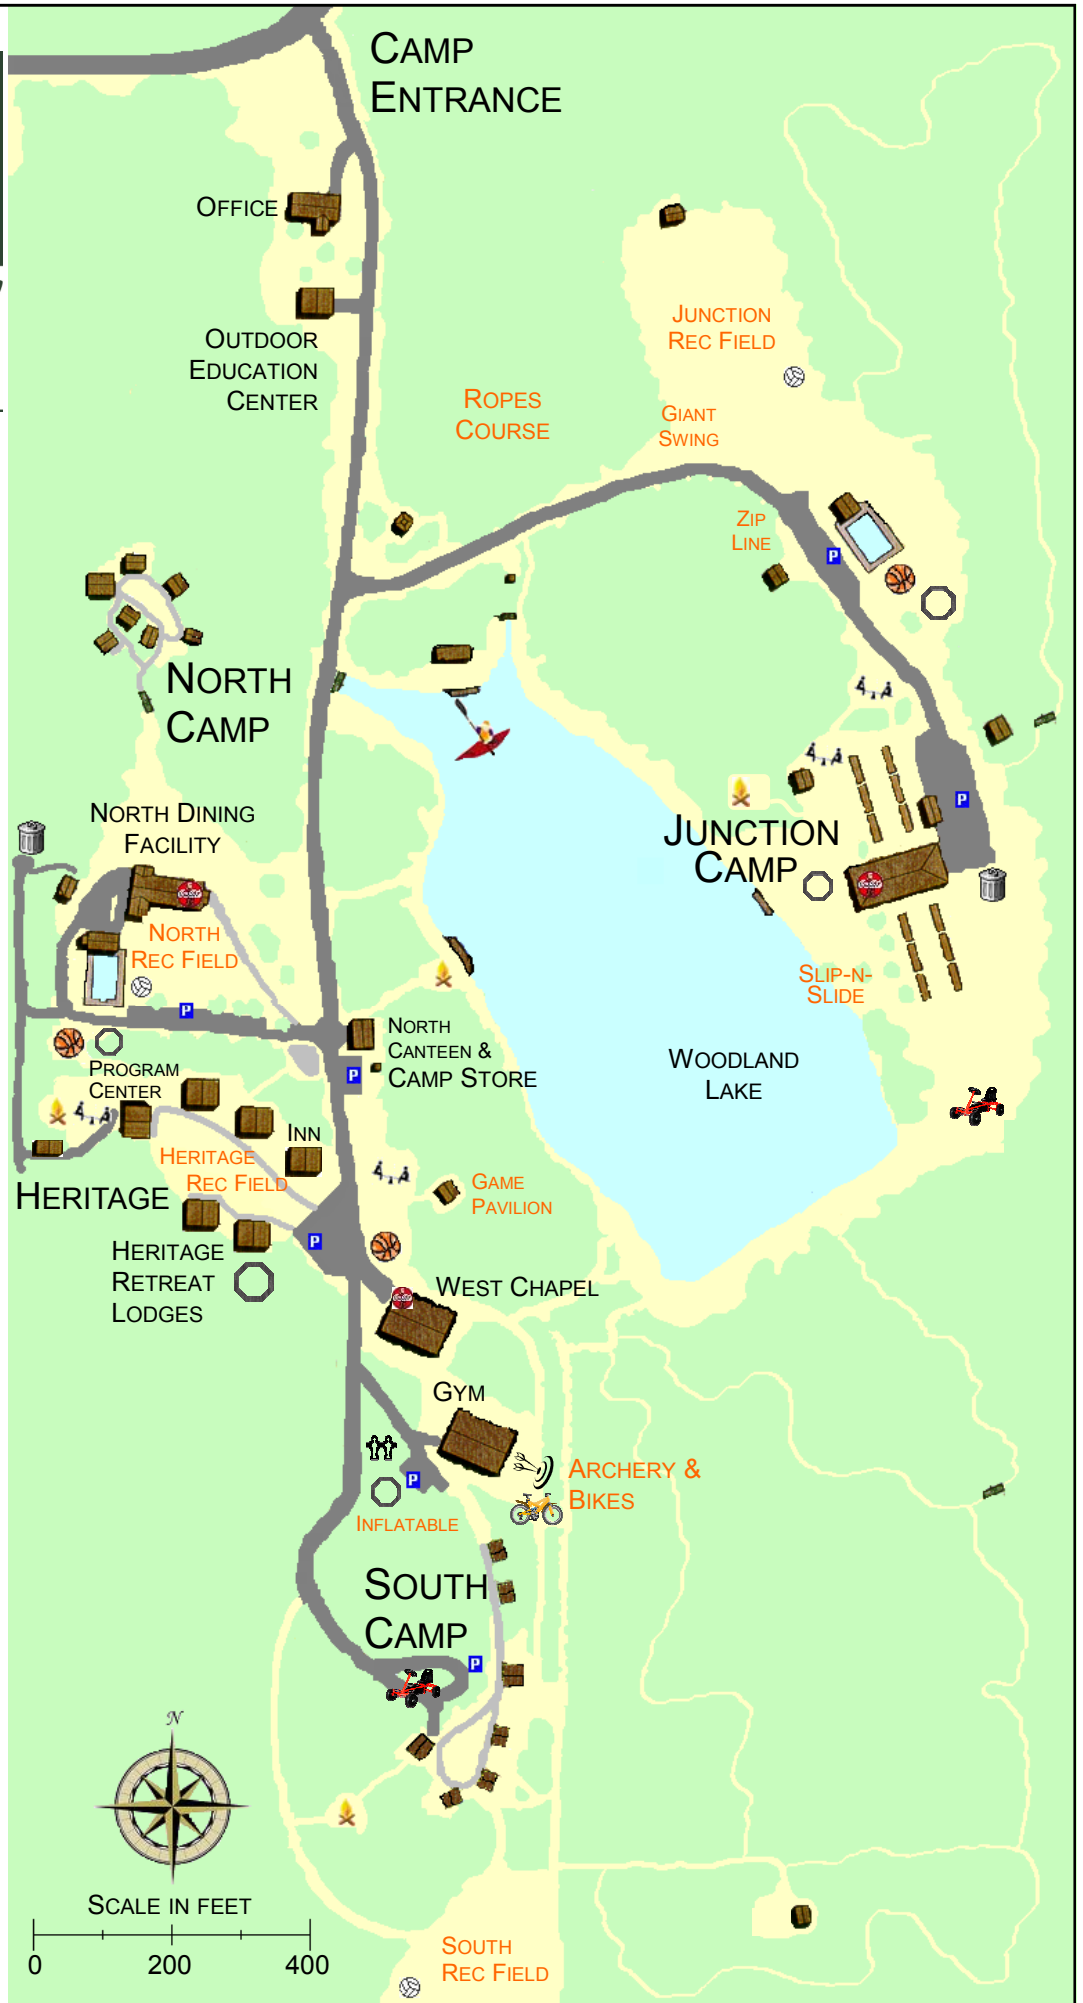 CAMP
ENTRANCE
OFFICE
OUTDOOR
EDUCATION
CENTER
JUNCTION
REC FIELD
ROPES
COURSE
GIANT
SWING
ZIP
LINE
P
NORTH
CAMP
NORTH DINING
FACILITY
NORTH
REC FIELD
P
JUNCTION
CAMP
P
SLIP-N-
SLIDE
WOODLAND
LAKE
NORTH
CANTEEN &
CAMP STORE
P
PROGRAM
CENTER
INN
HERITAGE
REC FIELD
HERITAGE
GAME
PAVILION
HERITAGE
RETREAT
LODGES
P
WEST CHAPEL
GYM
P
ARCHERY &
BIKES
INFLATABLE
SOUTH
CAMP
P
N
SCALE IN FEET
0 200 400
SOUTH
REC FIELD